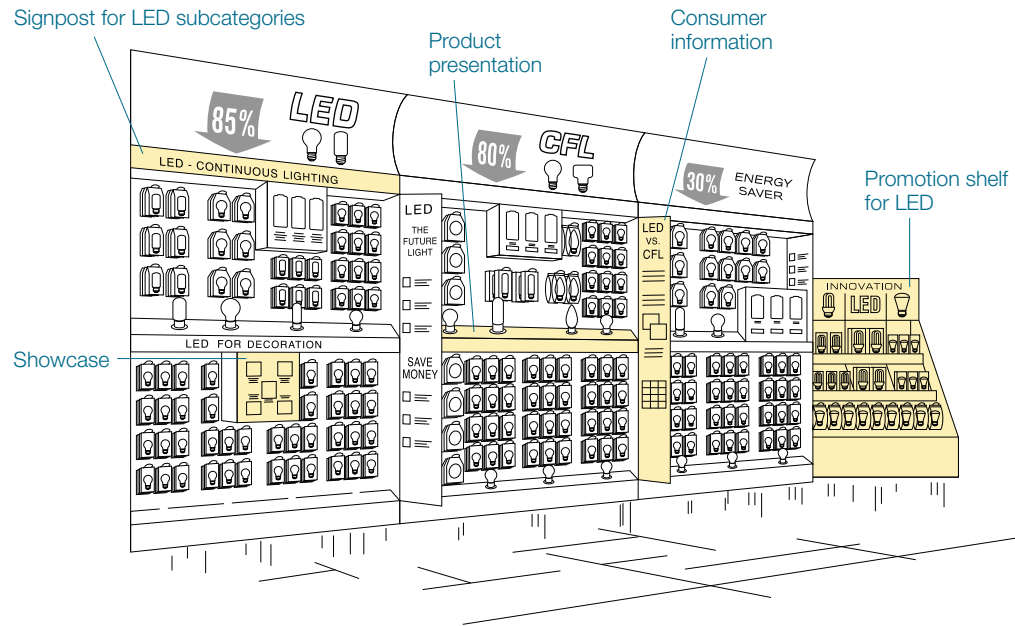 Signpost for LED subcategories
Product
presentation
Consumer
information
Promotion shelf
for LED
Showcase
85%
LED
80%
CFL
30%
ENERGY
SAVER
LED - CONTINUOUS LIGHTING
LED
THE
FUTURE
LIGHT
SAVE
MONEY
LED
VS.
CFL
INNOVATION
LED
LED FOR DECORATION